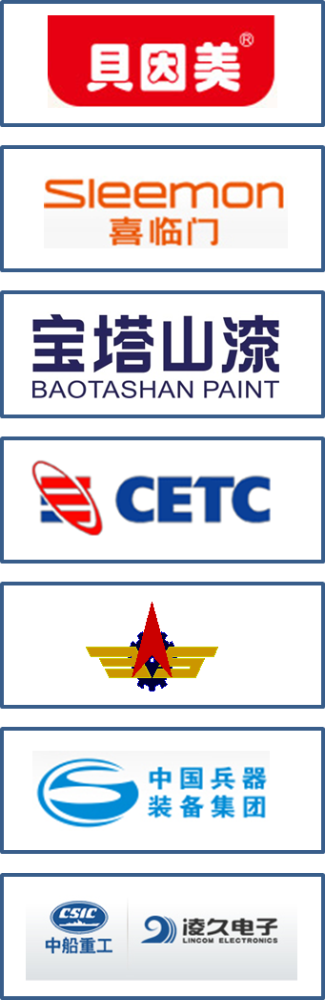 貝因美®
Sleemon
喜临门
宝塔山漆
BAOTASHAN PAINT
CETC
中国兵器
装备集团
CSIC
中船重工
凌久电子
LINCOM ELECTRONICS